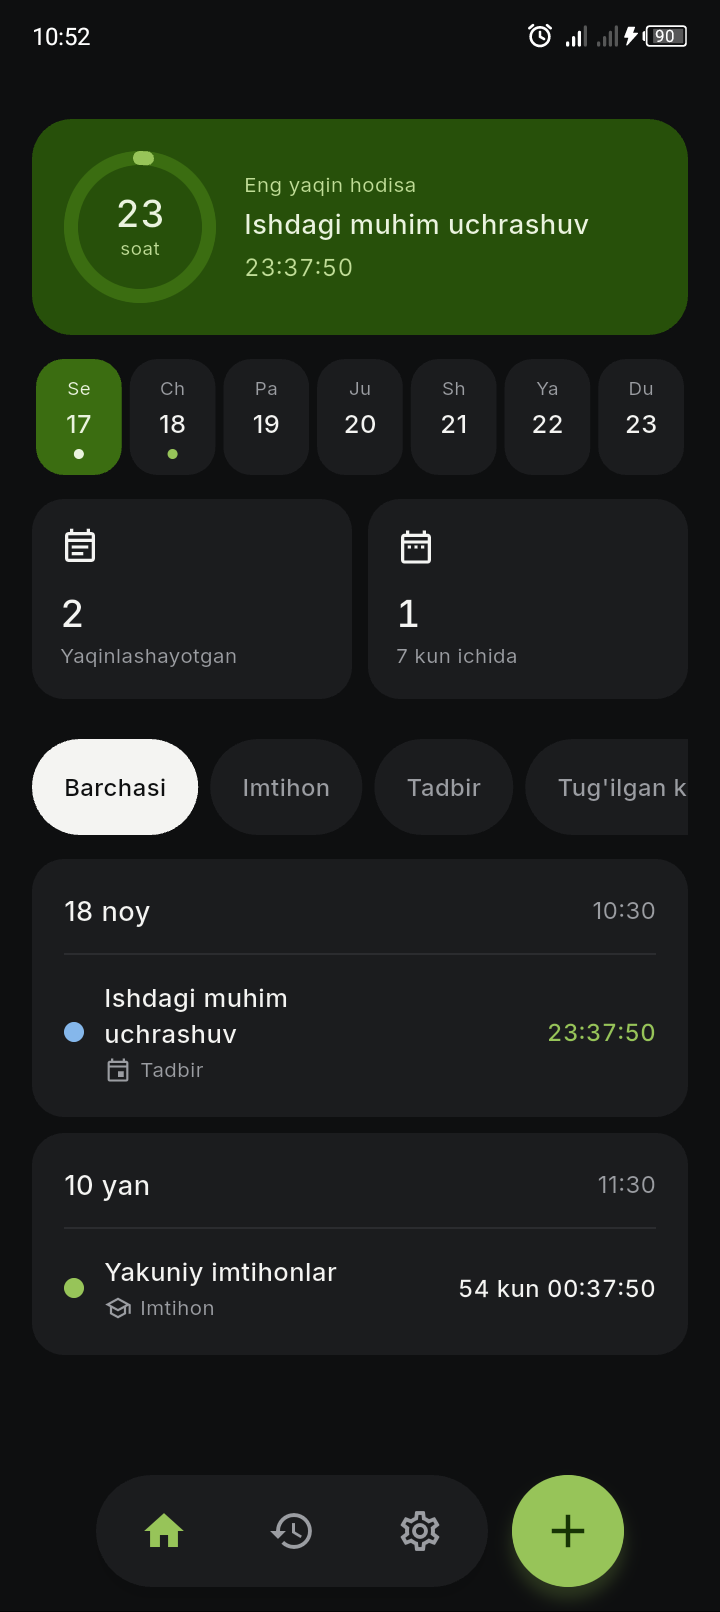 10:52
90
23
soat
Eng yaqin hodisa
Ishdagi muhim uchrashuv
23:37:50
Se Ch Pa Ju Sh Ya Du
17 18 19 20 21 22 23
2
Yaqinlashayotgan
1
7 kun ichida
Barchasi Imtihon Tadbir Tug'ilgan k
18 noy 10:30
Ishdagi muhim
uchrashuv
23:37:50
Tadbir
10 yan 11:30
Yakuniy imtihonlar
54 kun 00:37:50
Imtihon